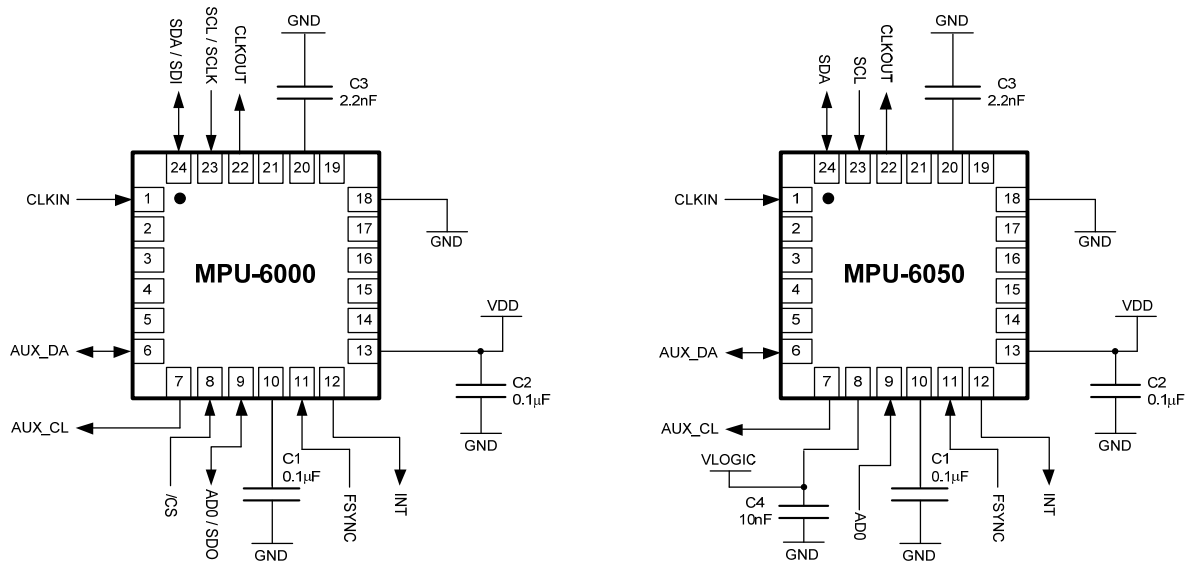 GND
SDA / SDI
SCL / SCLK
CLKOUT
C3
2.2nF
24 23 22 21 20 19
CLKIN
1
2
3
4
5
6
18
17
16
15
14
13
MPU-6000
GND
VDD
AUX_DA
C2
0.1µF
GND
7 8 9 10 11 12
AUX_CL
/CS
AD0 / SDO
C1
0.1µF
GND
FSYNC
INT
GND
SDA
SCL
CLKOUT
C3
2.2nF
24 23 22 21 20 19
CLKIN
1
2
3
4
5
6
18
17
16
15
14
13
MPU-6050
GND
VDD
AUX_DA
C2
0.1µF
GND
7 8 9 10 11 12
AUX_CL
VLOGIC
C4
10nF
GND
AD0
C1
0.1µF
GND
FSYNC
INT